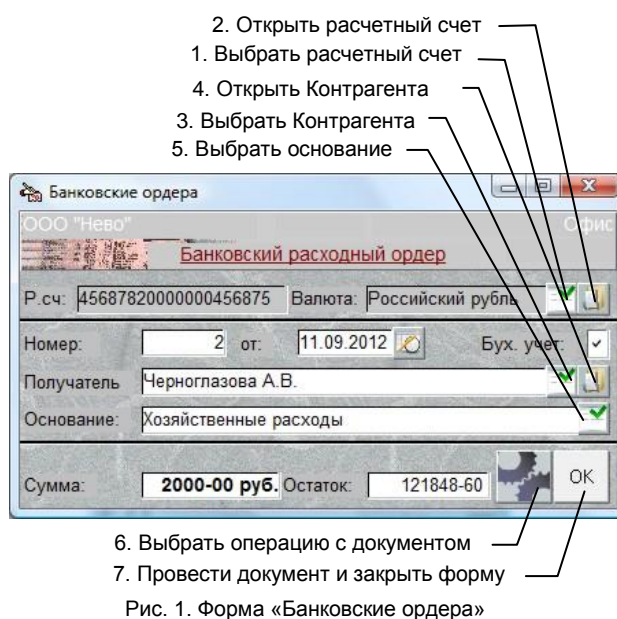 2. Открыть расчетный счет
1. Выбрать расчетный счет
4. Открыть Контрагента
3. Выбрать Контрагента
5. Выбрать основание
Банковские ордера
ООО "Нево" Офис
Банковский расходный ордер
Р.сч: 45687820000000456875 Валюта: Российский рубль
Номер: 2 от: 11.09.2012 Бух. учет:
Получатель Черноглазова А.В.
Основание: Хозяйственные расходы
Сумма: 2000-00 руб. Остаток: 121848-60 OK
6. Выбрать операцию с документом
7. Провести документ и закрыть форму
Рис. 1. Форма «Банковские ордера»